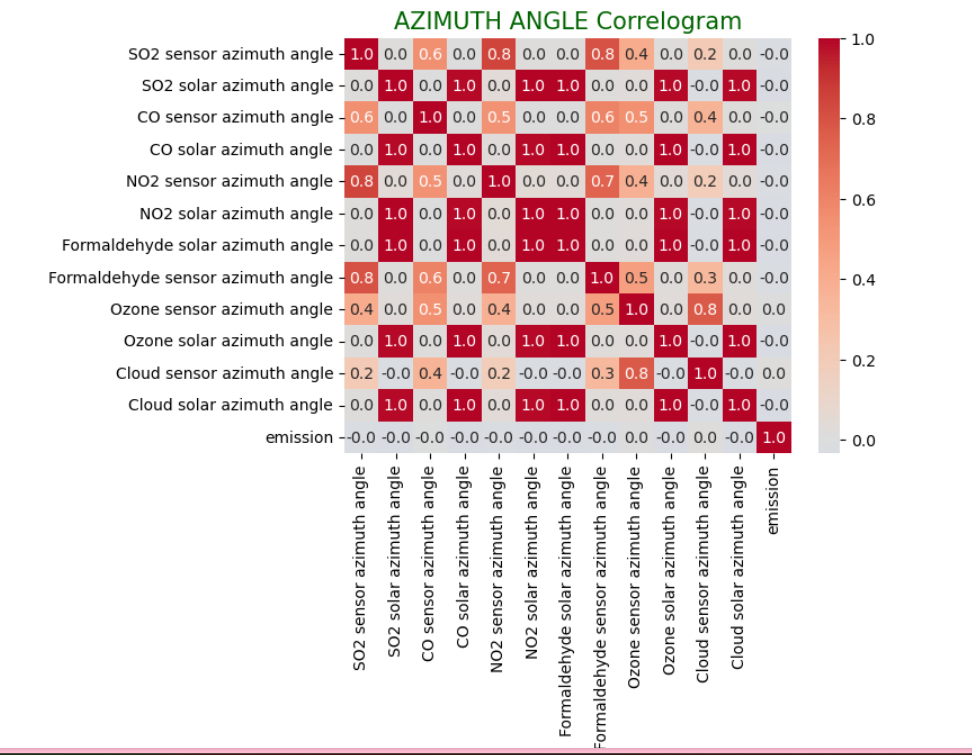 AZIMUTH ANGLE Correlogram
SO2 sensor azimuth angle 1.0 0.0 0.6 0.0 0.8 0.0 0.0 0.8 0.4 0.0 0.2 0.0 -0.0
SO2 solar azimuth angle 0.0 1.0 0.0 1.0 0.0 1.0 1.0 0.0 0.0 1.0 -0.0 1.0 -0.0
CO sensor azimuth angle 0.6 0.0 1.0 0.0 0.5 0.0 0.0 0.6 0.5 0.0 0.4 0.0 -0.0
CO solar azimuth angle 0.0 1.0 0.0 1.0 0.0 1.0 1.0 0.0 0.0 1.0 -0.0 1.0 -0.0
NO2 sensor azimuth angle 0.8 0.0 0.5 0.0 1.0 0.0 0.0 0.7 0.4 0.0 0.2 0.0 -0.0
NO2 solar azimuth angle 0.0 1.0 0.0 1.0 0.0 1.0 1.0 0.0 0.0 1.0 -0.0 1.0 -0.0
Formaldehyde solar azimuth angle 0.0 1.0 0.0 1.0 0.0 1.0 1.0 0.0 0.0 1.0 -0.0 1.0 -0.0
Formaldehyde sensor azimuth angle 0.8 0.0 0.6 0.0 0.7 0.0 0.0 1.0 0.5 0.0 0.3 0.0 -0.0
Ozone sensor azimuth angle 0.4 0.0 0.5 0.0 0.4 0.0 0.0 0.5 1.0 0.0 0.8 0.0 0.0
Ozone solar azimuth angle 0.0 1.0 0.0 1.0 0.0 1.0 1.0 0.0 0.0 1.0 -0.0 1.0 -0.0
Cloud sensor azimuth angle 0.2 -0.0 0.4 -0.0 0.2 -0.0 -0.0 0.3 0.8 -0.0 1.0 -0.0 0.0
Cloud solar azimuth angle 0.0 1.0 0.0 1.0 0.0 1.0 1.0 0.0 0.0 1.0 -0.0 1.0 -0.0
emission -0.0 -0.0 -0.0 -0.0 -0.0 -0.0 -0.0 -0.0 0.0 -0.0 0.0 -0.0 1.0
SO2 sensor azimuth angle
SO2 solar azimuth angle
CO sensor azimuth angle
CO solar azimuth angle
NO2 sensor azimuth angle
NO2 solar azimuth angle
Formaldehyde solar azimuth angle
Formaldehyde sensor azimuth angle
Ozone sensor azimuth angle
Ozone solar azimuth angle
Cloud sensor azimuth angle
Cloud solar azimuth angle
emission
1.0
0.8
0.6
0.4
0.2
0.0